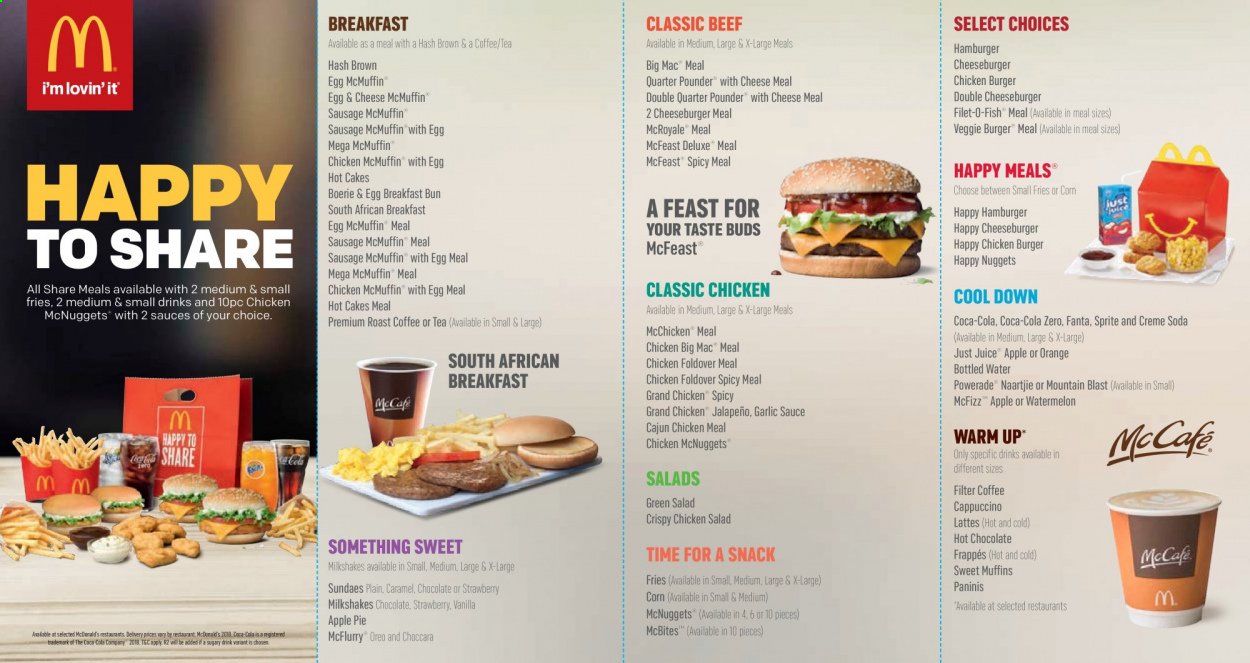 i'm lovin' it®
HAPPY
TO SHARE
All Share Meals available with 2 medium & small
fries, 2 medium & small drinks and 10pc Chicken
McNuggets® with 2 sauces of your choice.
HAPPY TO
SHARE
Coca-Cola
ZERO
Coca-Cola
Available at selected McDonald's restaurants. Delivery prices vary by restaurant. McDonald's 2018. Coca-Cola is a registered
trademark of The Coca-Cola Company® 2018. T&C apply. R2 will be added if a sugary drink variant is chosen.
BREAKFAST
Available as a meal with a Hash Brown & a Coffee/Tea
Hash Brown
Egg McMuffin®
Egg & Cheese McMuffin®
Sausage McMuffin®
Sausage McMuffin® with Egg
Mega McMuffin®
Chicken McMuffin® with Egg
Hot Cakes
Boerie & Egg Breakfast Bun
South African Breakfast
Egg McMuffin® Meal
Sausage McMuffin® Meal
Sausage McMuffin® with Egg Meal
Mega McMuffin® Meal
Chicken McMuffin® with Egg Meal
Hot Cakes Meal
Premium Roast Coffee or Tea (Available in Small & Large)
McCafé
SOUTH AFRICAN
BREAKFAST
SOMETHING SWEET
Milkshakes available in Small, Medium, Large & X-Large
Sundaes Plain, Caramel, Chocolate or Strawberry
Milkshakes Chocolate, Strawberry, Vanilla
Apple Pie
McFlurry® Oreo and Choccara
CLASSIC BEEF
Available in Medium, Large & X-Large Meals
Big Mac® Meal
Quarter Pounder® with Cheese Meal
Double Quarter Pounder® with Cheese Meal
2 Cheeseburger Meal
McRoyale® Meal
McFeast Deluxe® Meal
McFeast® Spicy Meal
A FEAST FOR
YOUR TASTE BUDS
McFeast®
CLASSIC CHICKEN
Available in Medium, Large & X-Large Meals
McChicken® Meal
Chicken Big Mac® Meal
Chicken Foldover Meal
Chicken Foldover Spicy Meal
Grand Chicken® Spicy
Grand Chicken® Jalapeño, Garlic Sauce
Cajun Chicken Meal
Chicken McNuggets®
SALADS
Green Salad
Crispy Chicken Salad
TIME FOR A SNACK
Fries (Available in Small, Medium, Large & X-Large)
Corn (Available in Small & Medium)
McNuggets® (Available in 4, 6 or 10 pieces)
McBites™ (Available in 10 pieces)
SELECT CHOICES
Hamburger
Cheeseburger
Chicken Burger
Double Cheeseburger
Filet-O-Fish® Meal (Available in meal sizes)
Veggie Burger® Meal (Available in meal sizes)
HAPPY MEALS®
Choose between Small Fries or Corn
Happy Hamburger
Happy Cheeseburger
Happy Chicken Burger
Happy Nuggets
just
juice
COOL DOWN
Coca-Cola, Coca-Cola Zero, Fanta, Sprite and Creme Soda
(Available in Medium, Large & X-Large)
Just Juice® Apple or Orange
Bottled Water
Powerade® Naartjie or Mountain Blast (Available in Small)
McFizz™ Apple or Watermelon
WARM UP*
Only specific drinks available in
different sizes
Filter Coffee
Cappuccino
Lattes (Hot and cold)
Hot Chocolate
Frappés (Hot and cold)
Sweet Muffins
Paninis
*Available at selected restaurants
McCafé®
McCafé